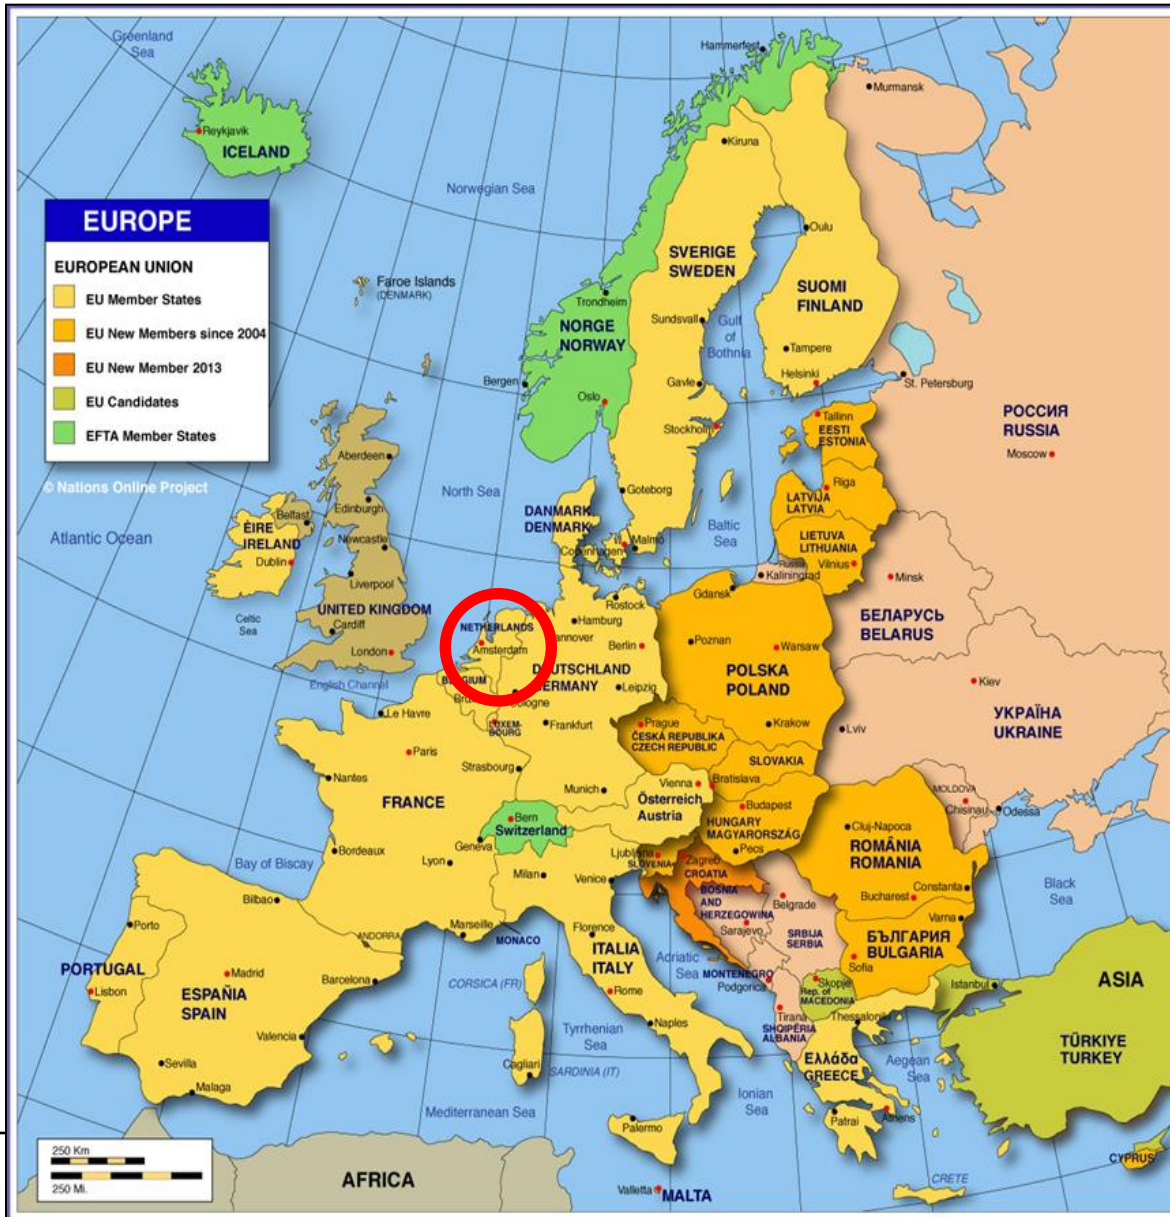 Greenland
Sea
Hammerfest
Murmansk
Reykjavik
ICELAND
Kiruna
Norwegian Sea
EUROPE
EUROPEAN UNION
EU Member States
EU New Members since 2004
EU New Member 2013
EU Candidates
EFTA Member States
© Nations Online Project
Oulu
SVERIGE
SWEDEN
SUOMI
FINLAND
Faroe Islands
(DENMARK)
Trondheim
NORGE
NORWAY
Sundsvall
Gulf
of
Bothnia
Tampere
Bergen
Gavle
Helsinki
St. Petersburg
Oslo
Stockholm
Tallinn
EESTI
ESTONIA
РОССИЯ
RUSSIA
Moscow
Aberdeen
North Sea
Goteborg
Riga
LATVIJA
LATVIA
Edinburgh
DANMARK
DENMARK
Baltic
Sea
LIETUVA
LITHUANIA
Vilnius
Atlantic Ocean
Belfast
ÉIRE
IRELAND
Dublin
Newcastle
Copenhagen
Malmö
Russia
Kaliningrad
Minsk
Liverpool
Gdansk
Rostock
БЕЛАРУСЬ
BELARUS
Celtic
Sea
UNITED KINGDOM
Cardiff
London
NETHERLANDS
Amsterdam
Hamburg
Hannover
Berlin
Poznan
Warsaw
POLSKA
POLAND
English Channel
BELGIUM
DEUTSCHLAND
GERMANY
Leipzig
Cologne
Kiev
Le Havre
LUXEM-
BOURG
Frankfurt
Prague
ČESKÁ REPUBLIKA
CZECH REPUBLIC
Krakow
Lviv
УКРАЇНА
UKRAINE
Paris
Strasbourg
SLOVAKIA
Nantes
Munich
Vienna
Bratislava
Österreich
Austria
Budapest
HUNGARY
MAGYARORSZÁG
MOLDOVA
Chisinau
Odessa
FRANCE
Bern
Switzerland
Geneva
Cluj-Napoca
ROMÂNIA
ROMANIA
Bay of Biscay
Bordeaux
Lyon
Milan
Venice
Ljubljana
SLOVENIA
Zagreb
CROATIA
Pecs
Bilbao
BOSNIA
AND
HERZEGOWINA
Sarajevo
Belgrade
SRBIJA
SERBIA
Bucharest
Constanta
Black
Sea
Varna
Porto
Marseille
MONACO
Florence
ANDORRA
БЪЛГАРИЯ
BULGARIA
Sofia
PORTUGAL
Lisbon
Madrid
ESPAÑIA
SPAIN
Barcelona
CORSICA (FR)
ITALIA
ITALY
Rome
Adriatic
Sea
MONTENEGRO
Podgorica
Skopje
Rep. of
MACEDONIA
Istanbul
ASIA
Valencia
Naples
Tirana
SHQIPËRIA
ALBANIA
Thessaloniki
Tyrrhenian
Sea
TÜRKIYE
TURKEY
Sevilla
Malaga
Cagliari
SARDINIA (IT)
Ελλάδα
GREECE
Aegean
Sea
Mediterranean Sea
Palermo
Ionian
Sea
Patrai
Athens
250 Km
250 Mi.
AFRICA
Valletta
MALTA
CRETE
CYPRUS